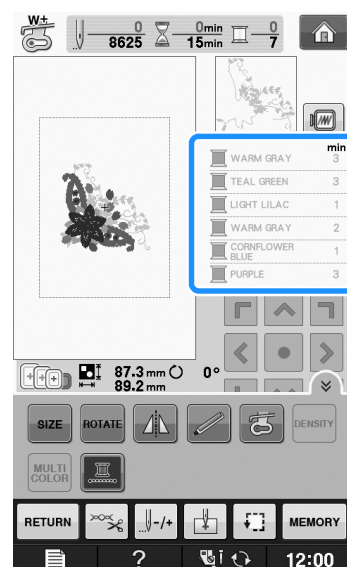 W+
0 0min 0
8625 15min 7
min
WARM GRAY 3
TEAL GREEN 3
LIGHT LILAC 1
WARM GRAY 2
CORNFLOWER
BLUE 1
PURPLE 3
87.3 mm 0°
89.2 mm
SIZE ROTATE DENSITY
MULTI
COLOR
RETURN -/+ MEMORY
? 12:00